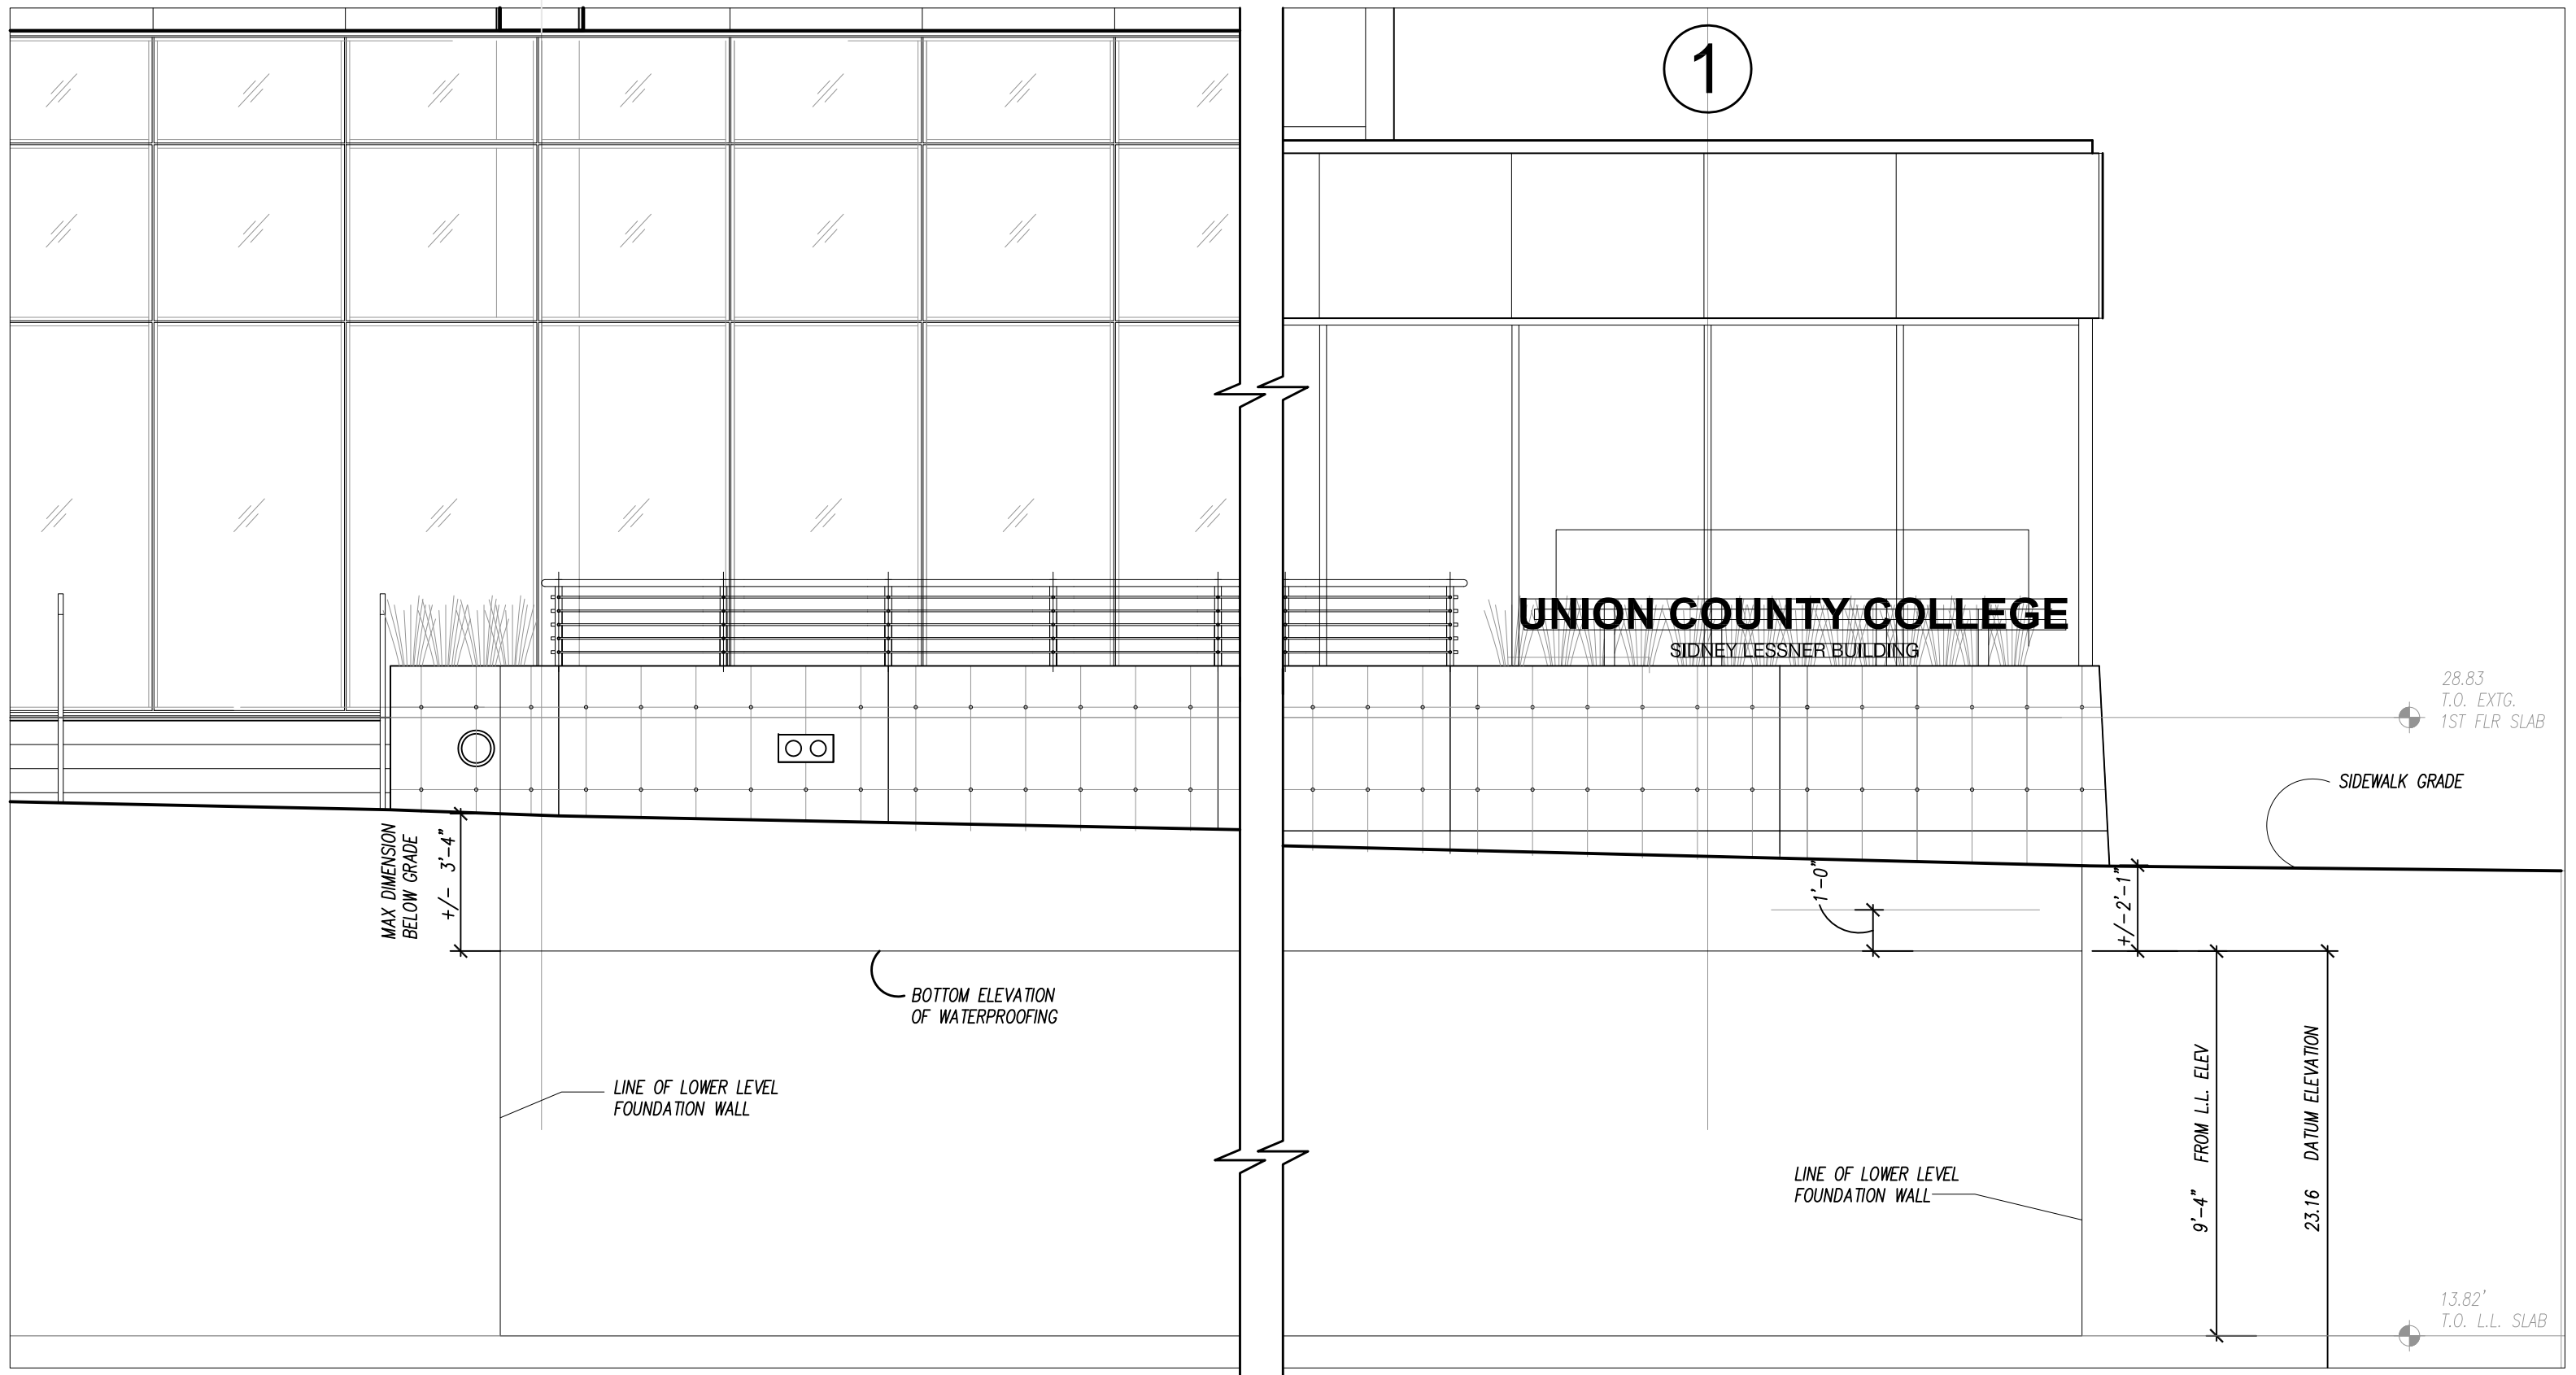 1
UNION COUNTY COLLEGE
SIDNEY LESSNER BUILDING
28.83
T.O. EXTG.
1ST FLR SLAB
SIDEWALK GRADE
MAX DIMENSION
BELOW GRADE
+/- 3'-4"
1'-0"
+/-2'-1"
BOTTOM ELEVATION
OF WATERPROOFING
LINE OF LOWER LEVEL
FOUNDATION WALL
LINE OF LOWER LEVEL
FOUNDATION WALL
9'-4" FROM L.L. ELEV
23.16 DATUM ELEVATION
13.82'
T.O. L.L. SLAB